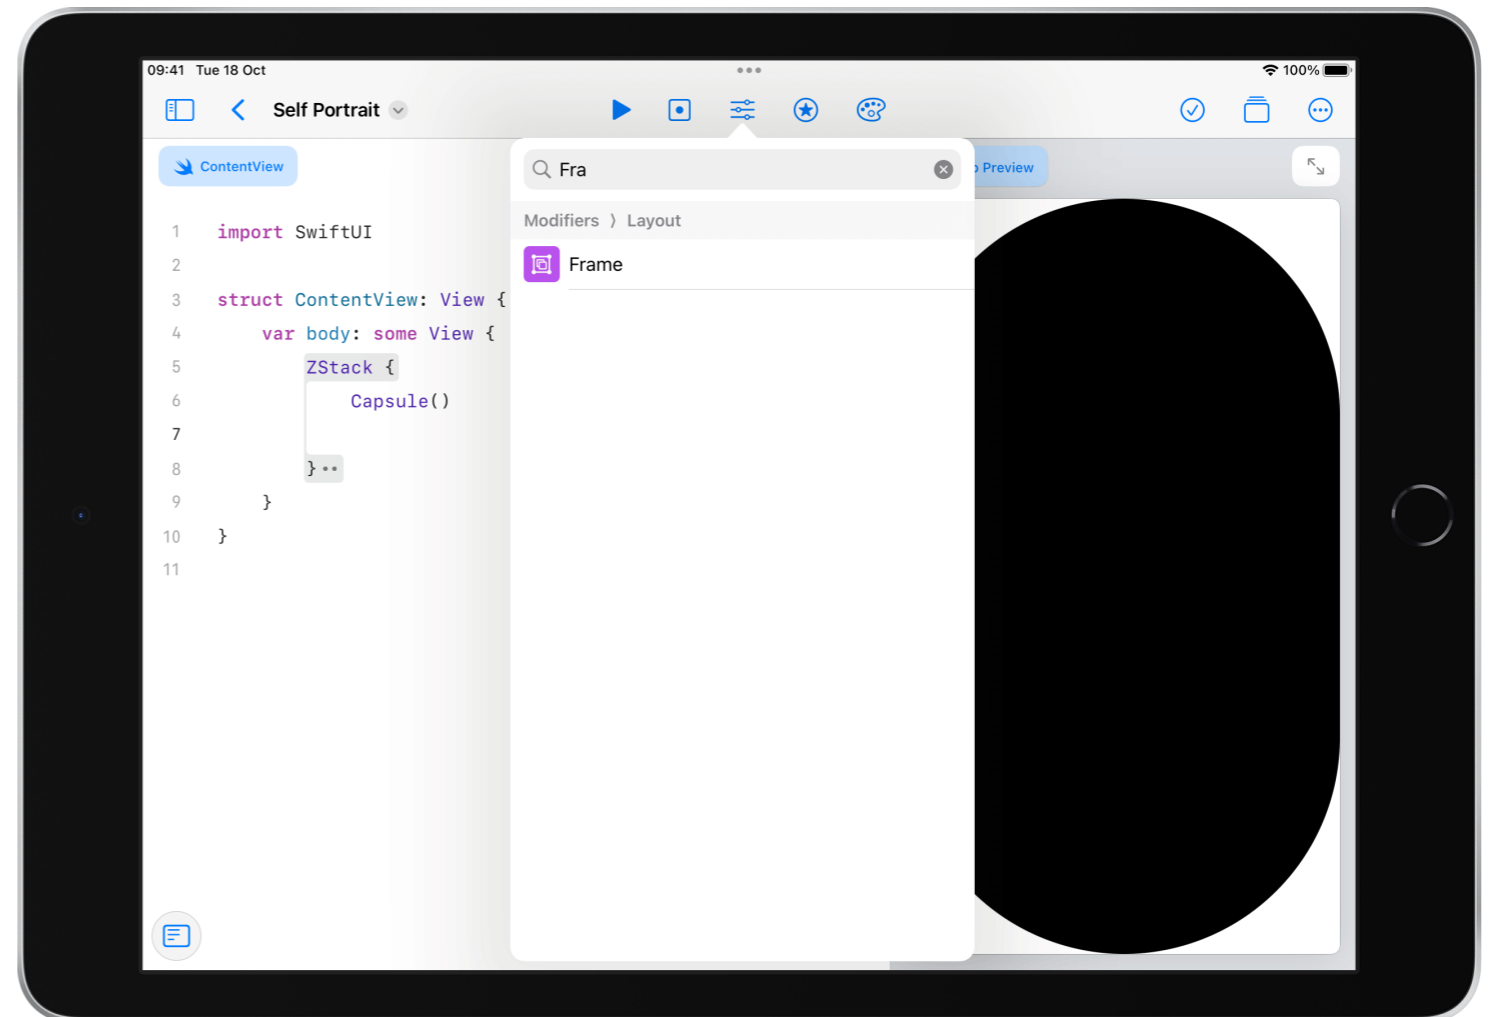 09:41 Tue 18 Oct
100%
Self Portrait
ContentView
Fra
Preview
Modifiers 〉 Layout
Frame
1 import SwiftUI
2
3 struct ContentView: View {
4 var body: some View {
5 ZStack {
6 Capsule()
7
8 }
9 }
10 }
11